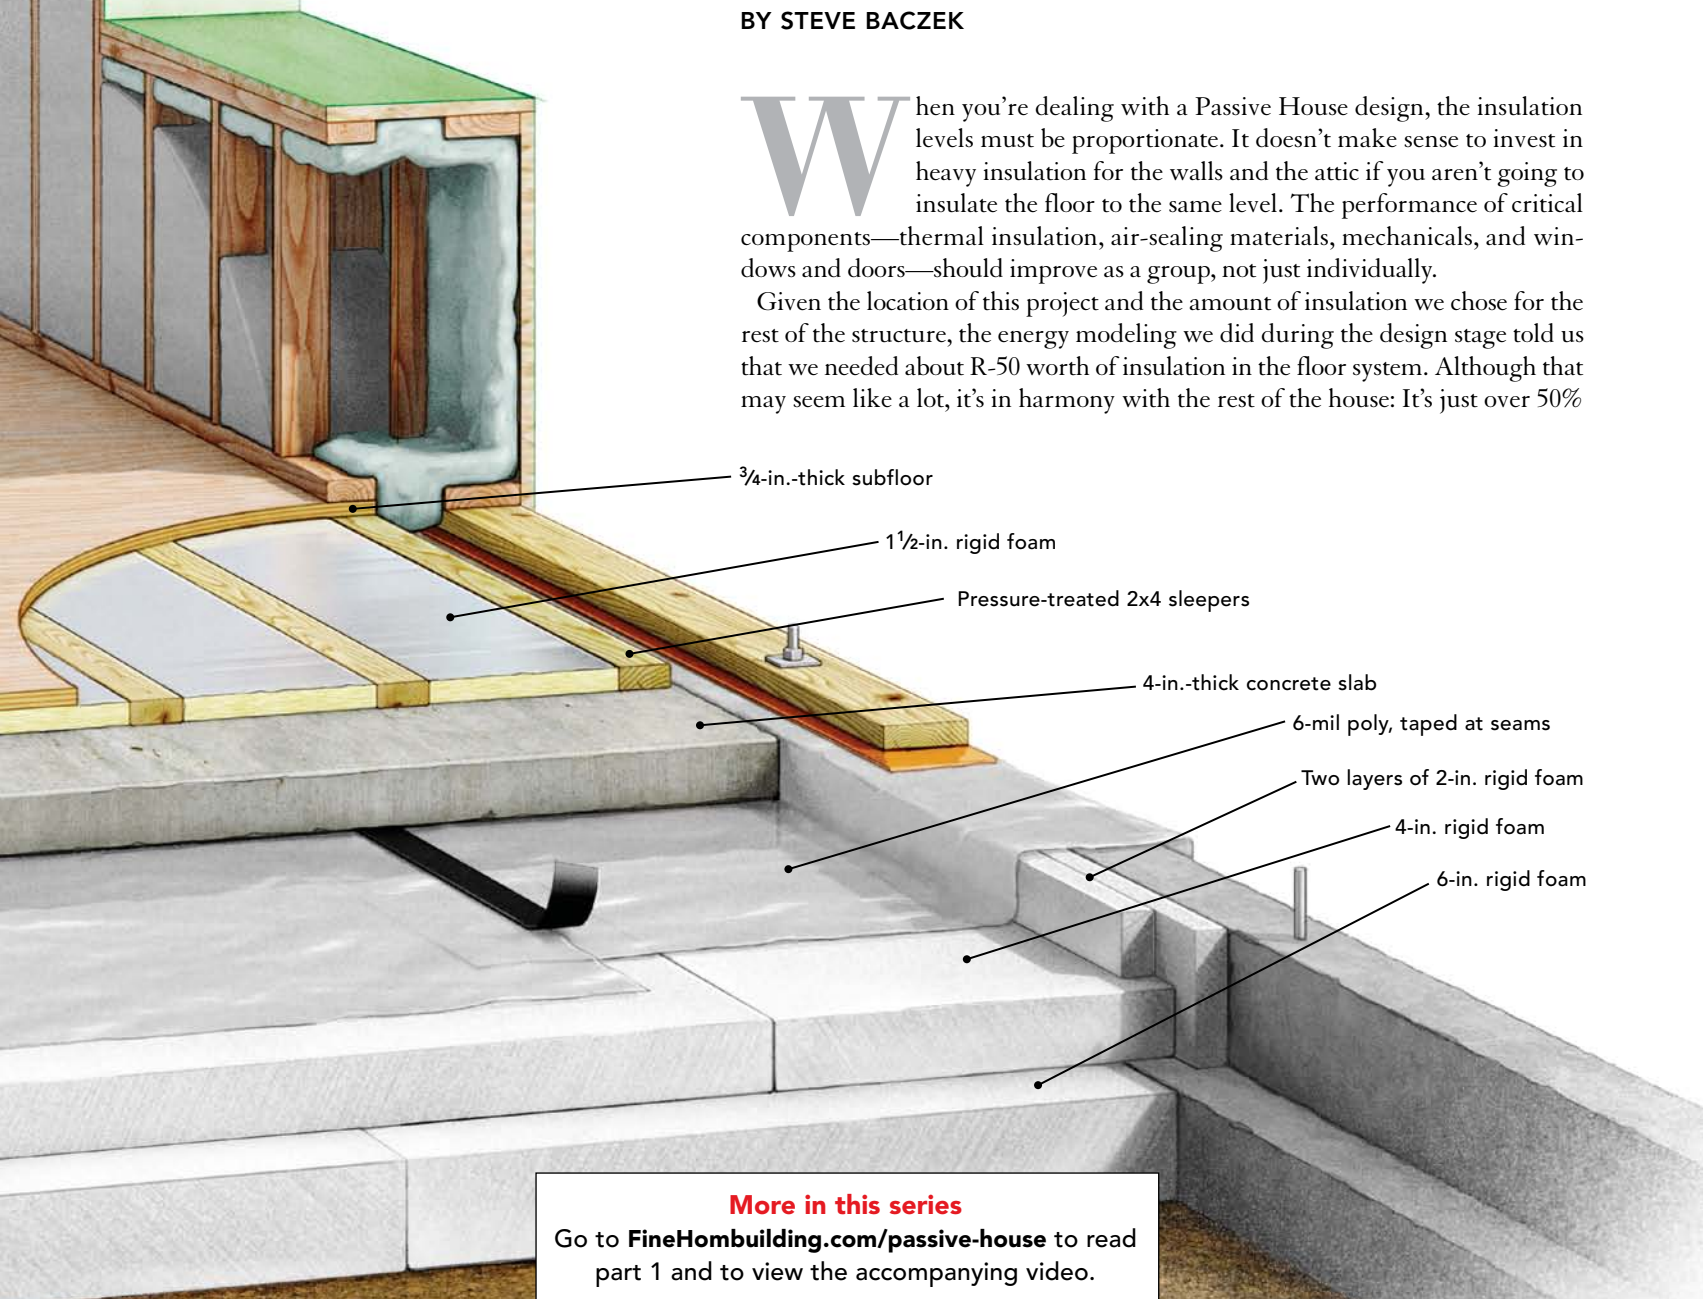 BY STEVE BACZEK
When you’re dealing with a Passive House design, the insulation
levels must be proportionate. It doesn’t make sense to invest in
heavy insulation for the walls and the attic if you aren’t going to
insulate the floor to the same level. The performance of critical
components—thermal insulation, air-sealing materials, mechanicals, and win-
dows and doors—should improve as a group, not just individually.
Given the location of this project and the amount of insulation we chose for the
rest of the structure, the energy modeling we did during the design stage told us
that we needed about R-50 worth of insulation in the floor system. Although that
may seem like a lot, it’s in harmony with the rest of the house: It’s just over 50%
3⁄4-in.-thick subfloor
11⁄2-in. rigid foam
Pressure-treated 2x4 sleepers
4-in.-thick concrete slab
6-mil poly, taped at seams
Two layers of 2-in. rigid foam
4-in. rigid foam
6-in. rigid foam
More in this series
Go to FineHombuilding.com/passive-house to read
part 1 and to view the accompanying video.